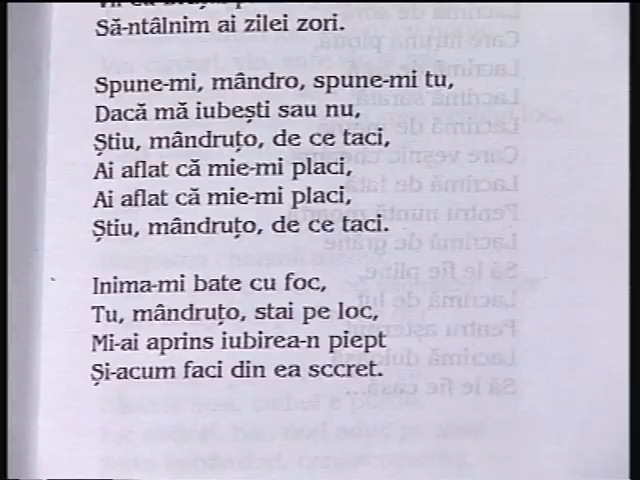 Să-ntâlnim ai zilei zori.
Spune-mi, mândro, spune-mi tu,
Dacă mă iubești sau nu,
Știu, mândruțo, de ce taci,
Ai aflat că mie-mi placi,
Ai aflat că mie-mi placi,
Știu, mândruțo, de ce taci.
Inima-mi bate cu foc,
Tu, mândruțo, stai pe loc,
Mi-ai aprins iubirea-n piept
Și-acum faci din ea secret.